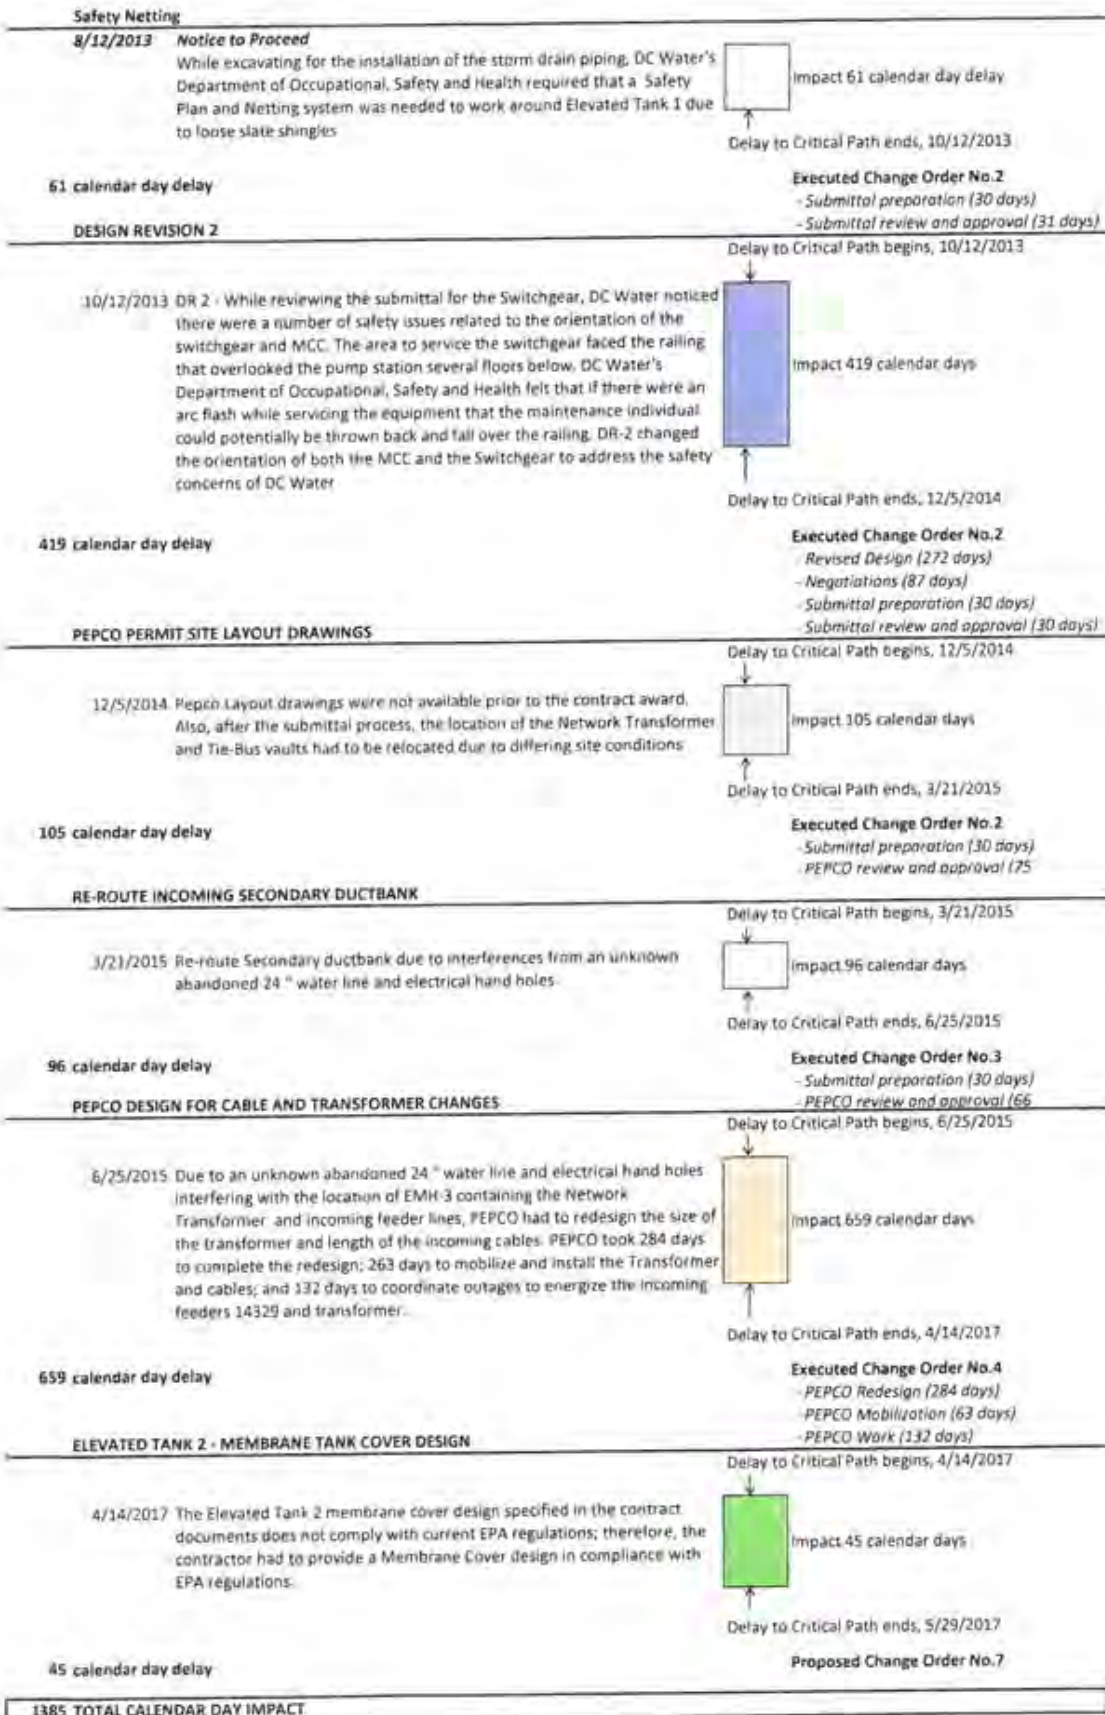 Safety Netting
8/12/2013 Notice to Proceed
While excavating for the installation of the storm drain piping, DC Water's
Department of Occupational, Safety and Health required that a Safety
Plan and Netting system was needed to work around Elevated Tank 1 due
to loose slate shingles
Impact 61 calendar day delay
Delay to Critical Path ends, 10/12/2013
61 calendar day delay
Executed Change Order No.2
- Submittal preparation (30 days)
- Submittal review and approval (31 days)
DESIGN REVISION 2
Delay to Critical Path begins, 10/12/2013
10/12/2013 DR 2 - While reviewing the submittal for the Switchgear, DC Water noticed
there were a number of safety issues related to the orientation of the
switchgear and MCC. The area to service the switchgear faced the railing
that overlooked the pump station several floors below. DC Water's
Department of Occupational, Safety and Health felt that if there were an
arc flash while servicing the equipment that the maintenance individual
could potentially be thrown back and fall over the railing. DR-2 changed
the orientation of both the MCC and the Switchgear to address the safety
concerns of DC Water
Impact 419 calendar days
Delay to Critical Path ends, 12/5/2014
419 calendar day delay
Executed Change Order No.2
- Revised Design (272 days)
- Negotiations (87 days)
- Submittal preparation (30 days)
- Submittal review and approval (30 days)
PEPCO PERMIT SITE LAYOUT DRAWINGS
Delay to Critical Path begins, 12/5/2014
12/5/2014 Pepco Layout drawings were not available prior to the contract award.
Also, after the submittal process, the location of the Network Transformer
and Tie-Bus vaults had to be relocated due to differing site conditions
Impact 105 calendar days
Delay to Critical Path ends, 3/21/2015
105 calendar day delay
Executed Change Order No.2
- Submittal preparation (30 days)
- PEPCO review and approval (75
RE-ROUTE INCOMING SECONDARY DUCTBANK
Delay to Critical Path begins, 3/21/2015
3/21/2015 Re-route Secondary ductbank due to interferences from an unknown
abandoned 24 " water line and electrical hand holes
Impact 96 calendar days
Delay to Critical Path ends, 6/25/2015
96 calendar day delay
Executed Change Order No.3
- Submittal preparation (30 days)
- PEPCO review and approval (66
PEPCO DESIGN FOR CABLE AND TRANSFORMER CHANGES
Delay to Critical Path begins, 6/25/2015
6/25/2015 Due to an unknown abandoned 24 " water line and electrical hand holes
interfering with the location of EMH-3 containing the Network
Transformer and incoming feeder lines, PEPCO had to redesign the size of
the transformer and length of the incoming cables. PEPCO took 284 days
to complete the redesign; 263 days to mobilize and install the Transformer
and cables; and 132 days to coordinate outages to energize the incoming
feeders 14329 and transformer.
Impact 659 calendar days
Delay to Critical Path ends, 4/14/2017
659 calendar day delay
Executed Change Order No.4
- PEPCO Redesign (284 days)
- PEPCO Mobilization (63 days)
- PEPCO Work (132 days)
ELEVATED TANK 2 - MEMBRANE TANK COVER DESIGN
Delay to Critical Path begins, 4/14/2017
4/14/2017 The Elevated Tank 2 membrane cover design specified in the contract
documents does not comply with current EPA regulations; therefore, the
contractor had to provide a Membrane Cover design in compliance with
EPA regulations.
Impact 45 calendar days
Delay to Critical Path ends, 5/29/2017
45 calendar day delay
Proposed Change Order No.7
1385 TOTAL CALENDAR DAY IMPACT